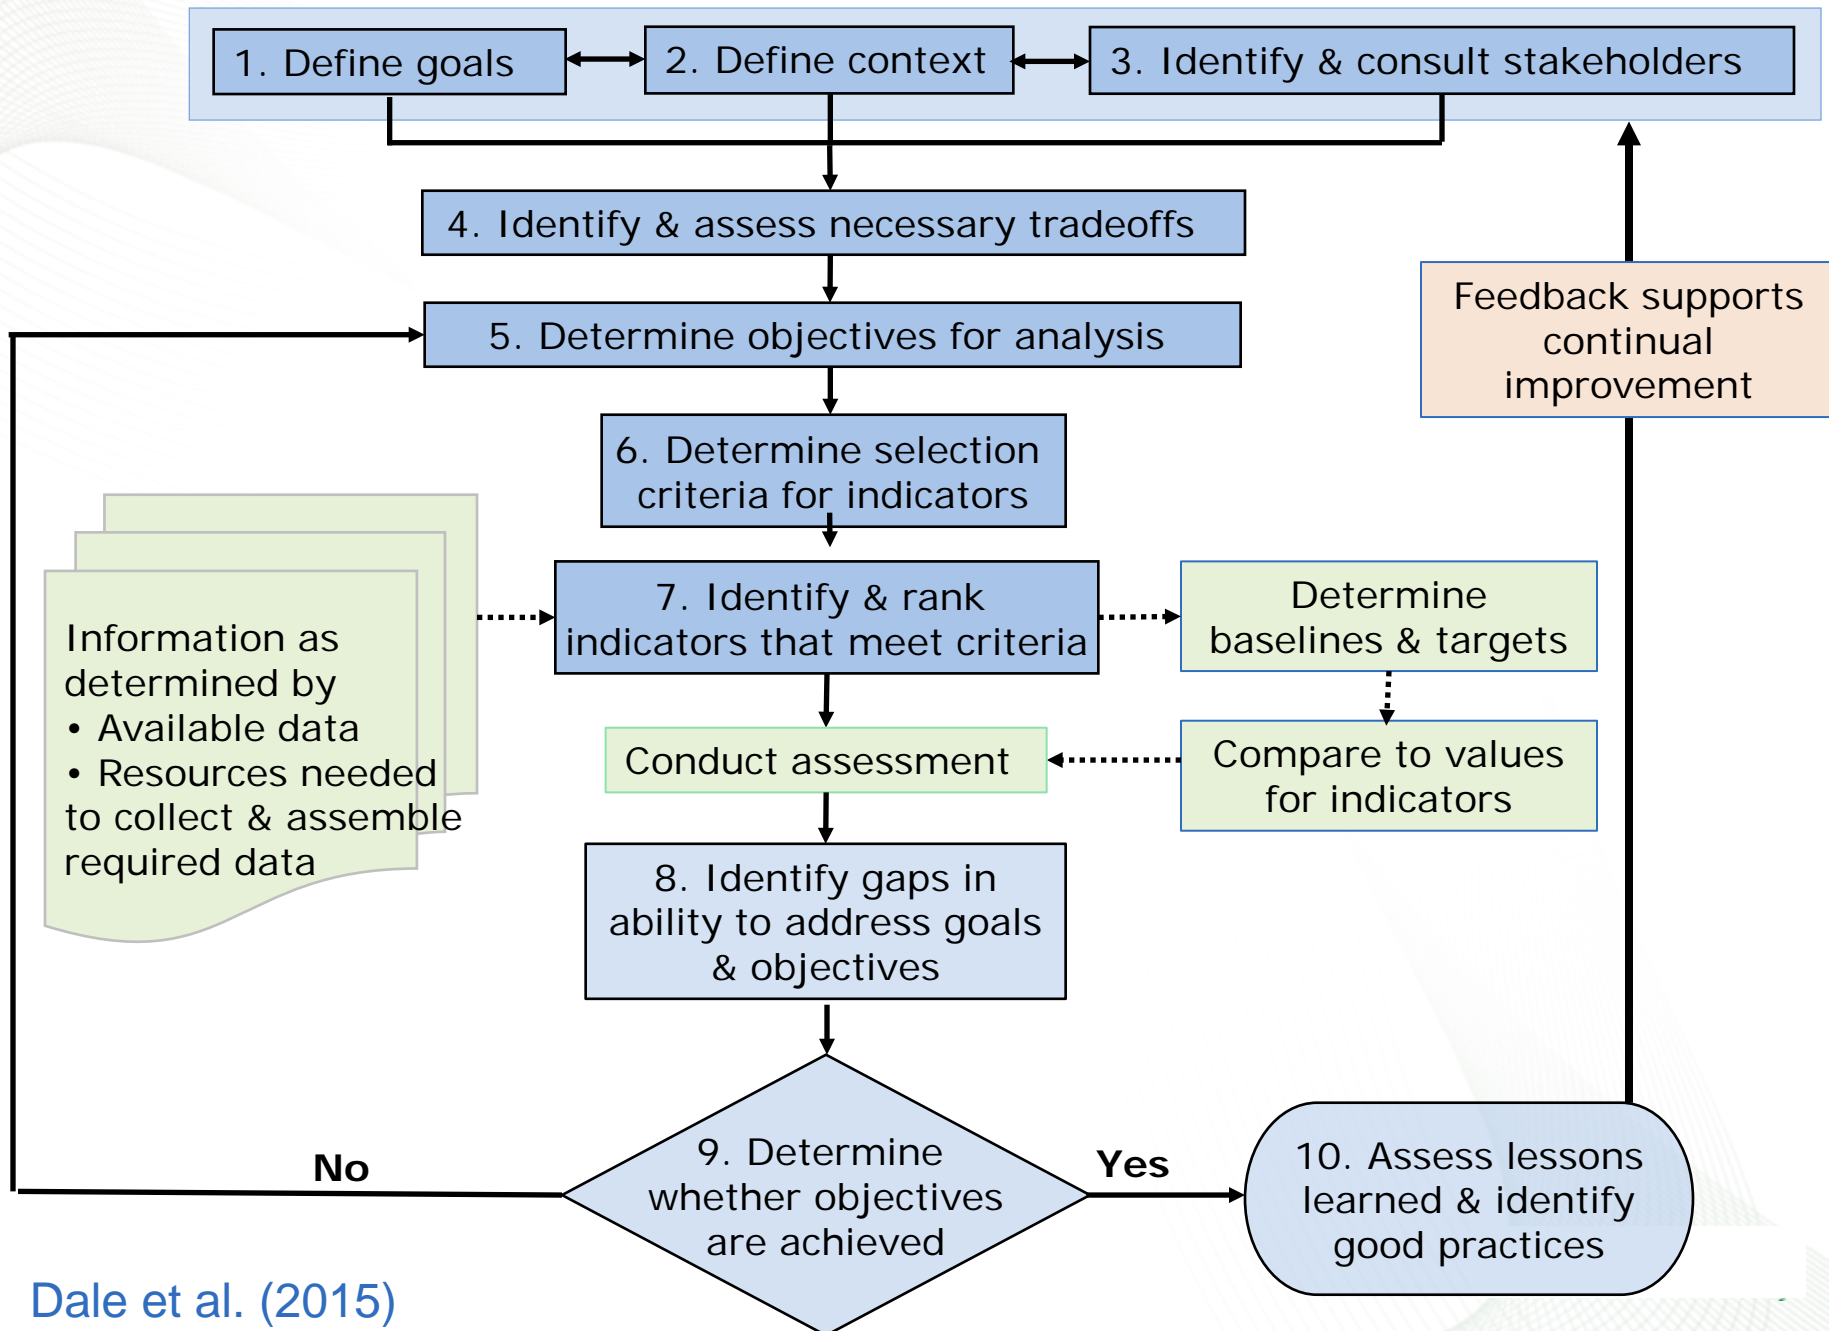 1. Define goals
2. Define context
3. Identify & consult stakeholders
4. Identify & assess necessary tradeoffs
5. Determine objectives for analysis
Feedback supports
continual
improvement
6. Determine selection
criteria for indicators
Information as
determined by
• Available data
• Resources needed
to collect & assemble
required data
7. Identify & rank
indicators that meet criteria
Determine
baselines & targets
Conduct assessment
Compare to values
for indicators
8. Identify gaps in
ability to address goals
& objectives
No
9. Determine
whether objectives
are achieved
Yes
10. Assess lessons
learned & identify
good practices
Dale et al. (2015)